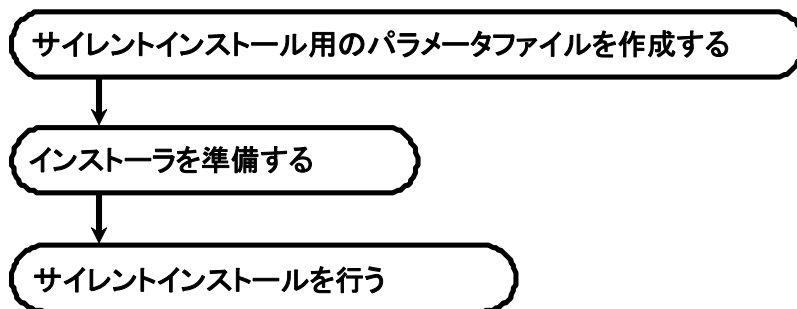 サイレントインストール用のパラメータファイルを作成する
インストーラを準備する
サイレントインストールを行う